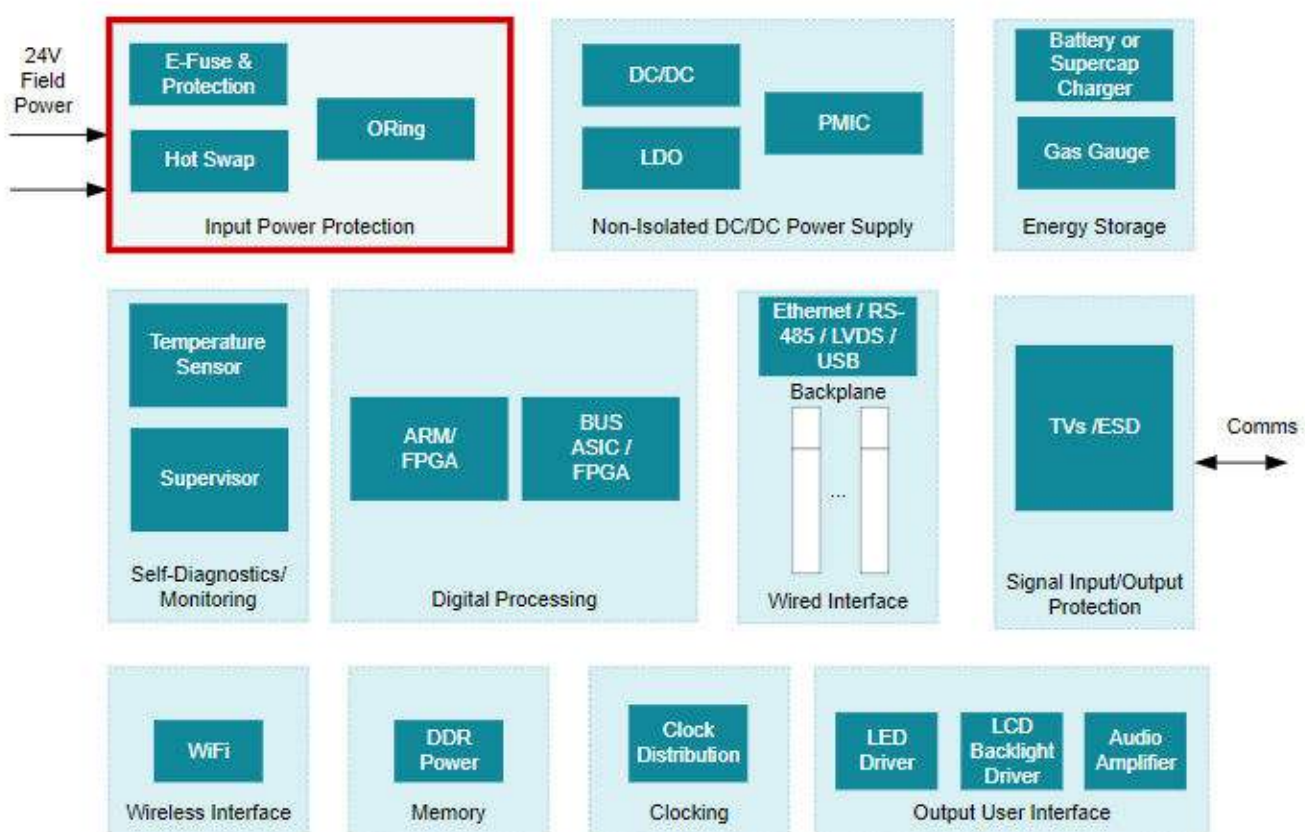 24V
Field
Power
E-Fuse &
Protection
Hot Swap
ORing
Input Power Protection
DC/DC
LDO
PMIC
Non-Isolated DC/DC Power Supply
Battery or
Supercap
Charger
Gas Gauge
Energy Storage
Temperature
Sensor
Supervisor
Self-Diagnostics/
Monitoring
ARM/
FPGA
BUS
ASIC /
FPGA
Digital Processing
Ethernet / RS-
485 / LVDS /
USB
Backplane
...
Wired Interface
TVs /ESD
Signal Input/Output
Protection
Comms
WiFi
Wireless Interface
DDR
Power
Memory
Clock
Distribution
Clocking
LED
Driver
LCD
Backlight
Driver
Audio
Amplifier
Output User Interface